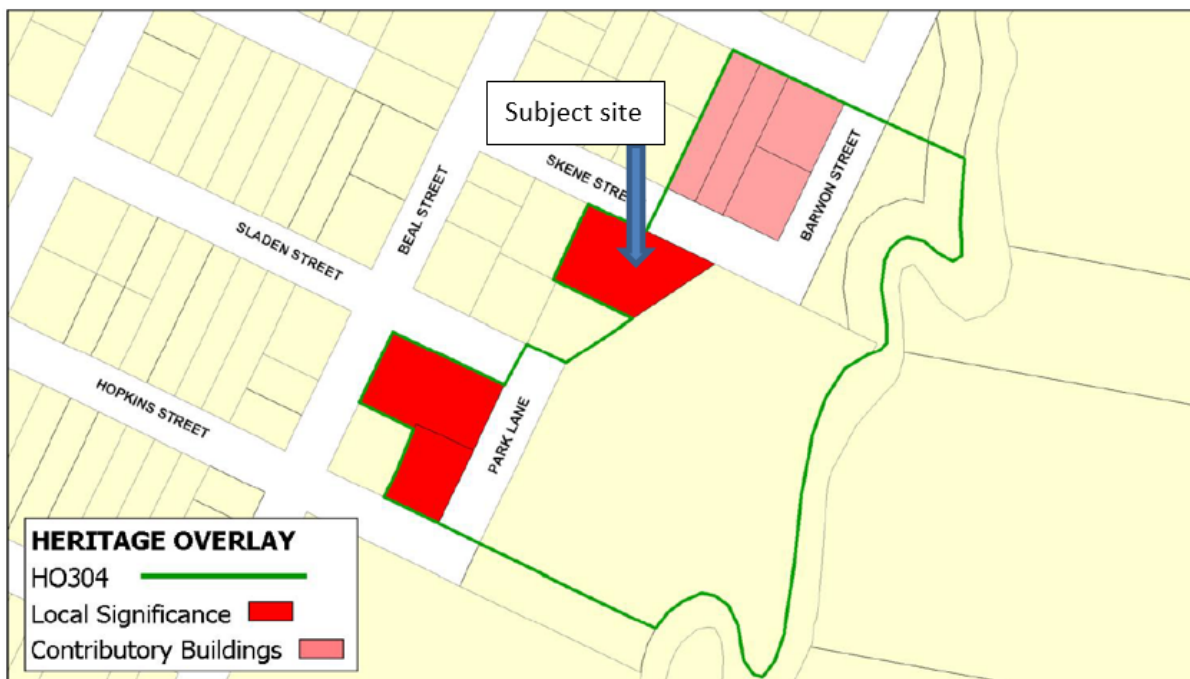 Subject site
SKENE STREE
BARWON STREET
BEAL STREET
SLADEN STREET
HOPKINS STREET
PARK LANE
HERITAGE OVERLAY
HO304
Local Significance
Contributory Buildings